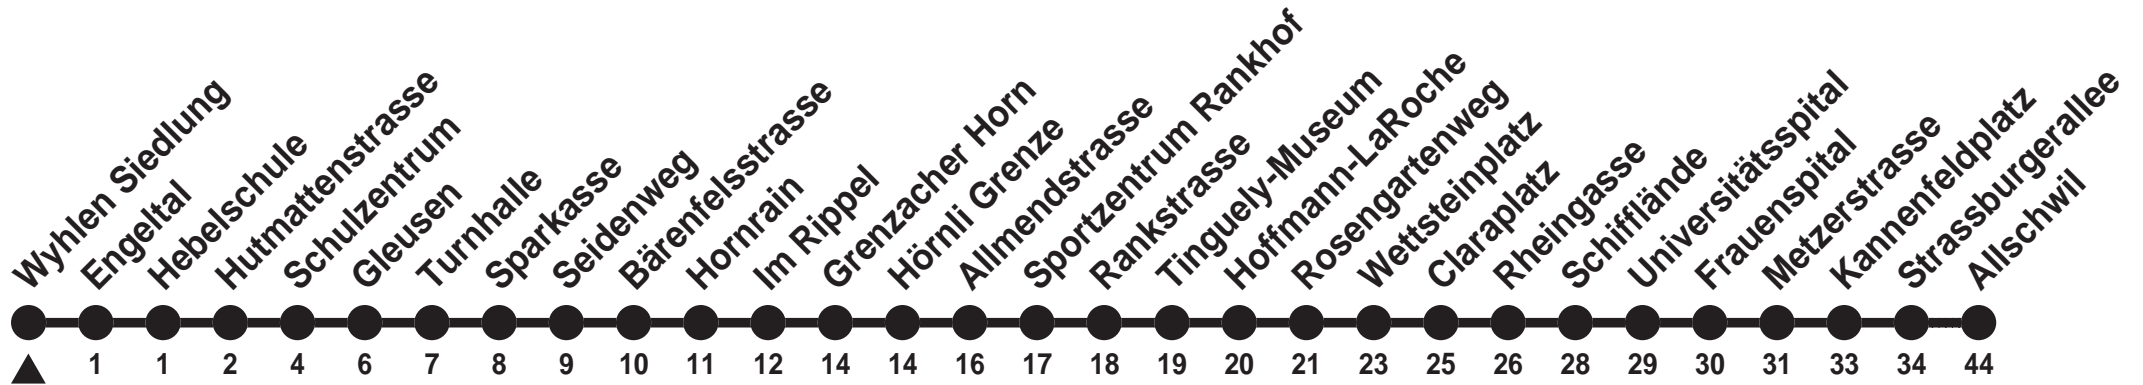 Wyhlen Siedlung
Engeltal
Hebelschule
Hutmattenstrasse
Schulzentrum
Gleusen
Turnhalle
Sparkasse
Seidenweg
Bärenfelsstrasse
Hornrain
Im Rippel
Grenzacher Horn
Hörnli Grenze
Allmendstrasse
Sportzentrum Rankhof
Rankstrasse
Tinguely-Museum
Hoffmann-LaRoche
Rosengartenweg
Wettsteinplatz
Claraplatz
Rheingasse
Schifflände
Universitätsspital
Frauenspital
Metzerstrasse
Kannenfeldplatz
Strassburgerallee
Allschwil
1 1 2 4 6 7 8 9 10 11 12 14 14 16 17 18 19 20 21 23 25 26 28 29 30 31 33 34 44